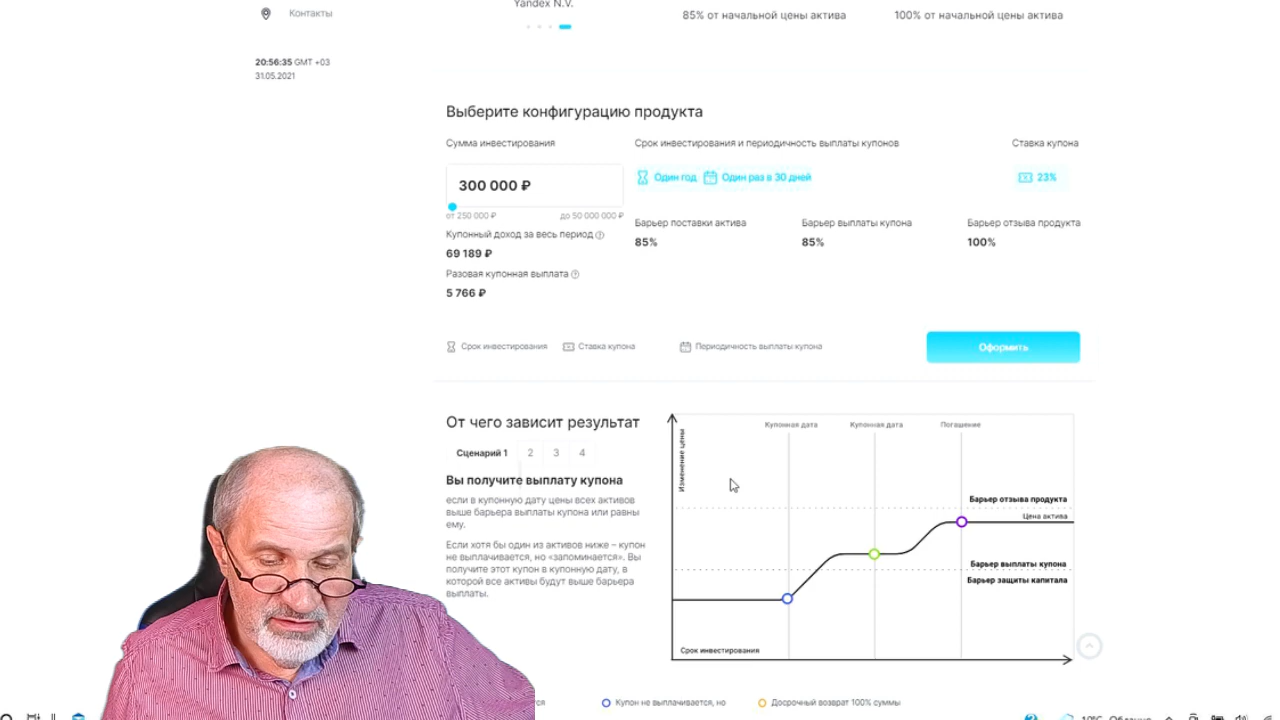 Контакты
Yandex N.V.
85% от начальной цены актива
100% от начальной цены актива
20:56:35 GMT +03
31.05.2021
Выберите конфигурацию продукта
Сумма инвестирования
Срок инвестирования и периодичность выплаты купонов
Ставка купона
300 000 ₽
Один год
Один раз в 30 дней
23%
от 250 000 ₽
до 50 000 000 ₽
Барьер поставки актива
Барьер выплаты купона
Барьер отзыва продукта
85%
85%
100%
Купонный доход за весь период
69 189 ₽
Разовая купонная выплата
5 766 ₽
Срок инвестирования
Ставка купона
Периодичность выплаты купона
Оформить
От чего зависит результат
Сценарий 1
2
3
4
Вы получите выплату купона
если в купонную дату цены всех активов
выше барьера выплаты купона или равны
ему.
Если хотя бы один из активов ниже – купон
не выплачивается, но «запоминается». Вы
получите этот купон в купонную дату, в
которой все активы будут выше барьера
выплаты.
Изменение цены
Купонная дата
Купонная дата
Погашение
Барьер отзыва продукта
Цена актива
Барьер выплаты купона
Барьер защиты капитала
Срок инвестирования
Купон не выплачивается, но
Досрочный возврат 100% суммы